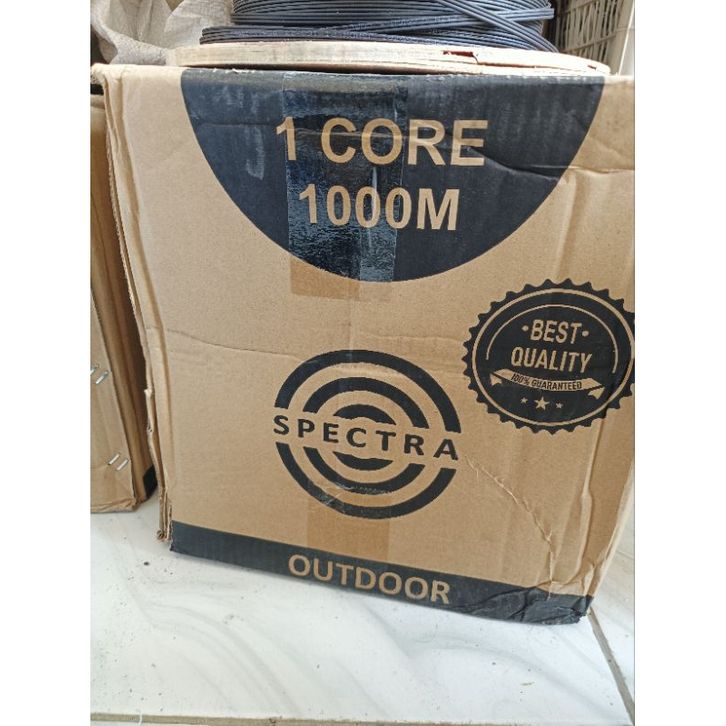 1 CORE
1000M
•BEST•
QUALITY
100% GUARANTEED
SPECTRA
OUTDOOR